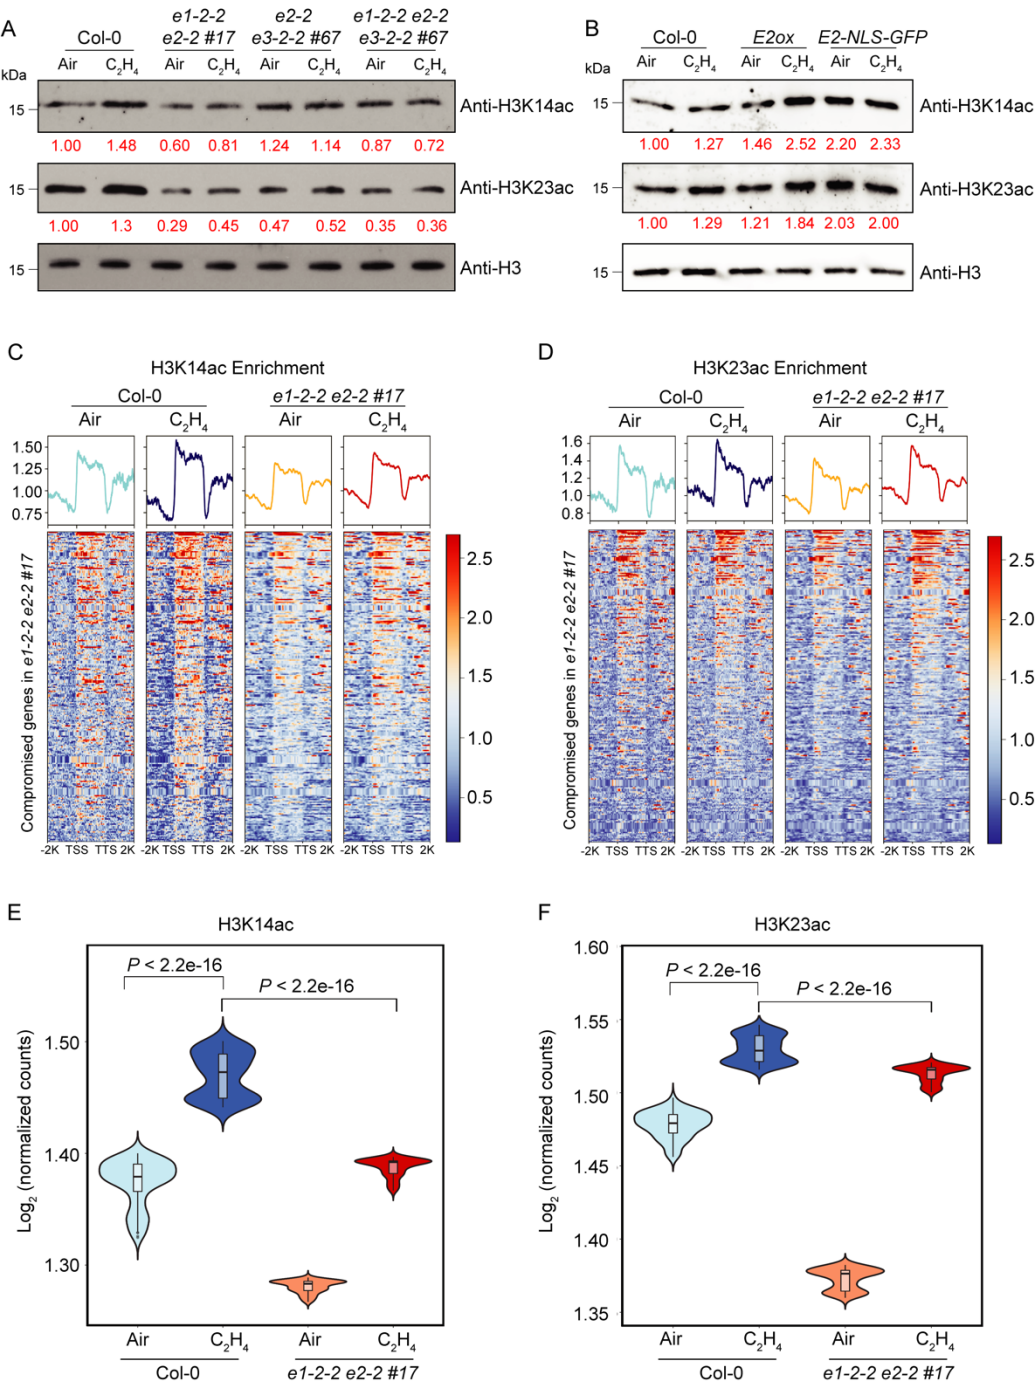 A
Col-0
e1-2-2 e2-2 #17
e2-2 e3-2-2 #67
e1-2-2 e2-2 e3-2-2 #67
Air C2H4 Air C2H4 Air C2H4 Air C2H4
kDa
15 Anti-H3K14ac
1.00 1.48 0.60 0.81 1.24 1.14 0.87 0.72
15 Anti-H3K23ac
1.00 1.3 0.29 0.45 0.47 0.52 0.35 0.36
15 Anti-H3
B
Col-0 E2ox E2-NLS-GFP
Air C2H4 Air C2H4 Air C2H4
kDa
15 Anti-H3K14ac
1.00 1.27 1.46 2.52 2.20 2.33
15 Anti-H3K23ac
1.00 1.29 1.21 1.84 2.03 2.00
15 Anti-H3
C
H3K14ac Enrichment
Col-0 e1-2-2 e2-2 #17
Air C2H4 Air C2H4
1.50
1.25
1.00
0.75
Compromised genes in e1-2-2 e2-2 #17
2.5
2.0
1.5
1.0
0.5
-2K TSS TTS 2K -2K TSS TTS 2K -2K TSS TTS 2K -2K TSS TTS 2K
D
H3K23ac Enrichment
Col-0 e1-2-2 e2-2 #17
Air C2H4 Air C2H4
1.6
1.4
1.2
1.0
0.8
Compromised genes in e1-2-2 e2-2 #17
2.5
2.0
1.5
1.0
0.5
-2K TSS TTS 2K -2K TSS TTS 2K -2K TSS TTS 2K -2K TSS TTS 2K
E
H3K14ac
P < 2.2e-16
P < 2.2e-16
Log2 (normalized counts)
1.50
1.40
1.30
Air C2H4 Air C2H4
Col-0 e1-2-2 e2-2 #17
F
H3K23ac
P < 2.2e-16
P < 2.2e-16
Log2 (normalized counts)
1.60
1.55
1.50
1.45
1.40
1.35
Air C2H4 Air C2H4
Col-0 e1-2-2 e2-2 #17